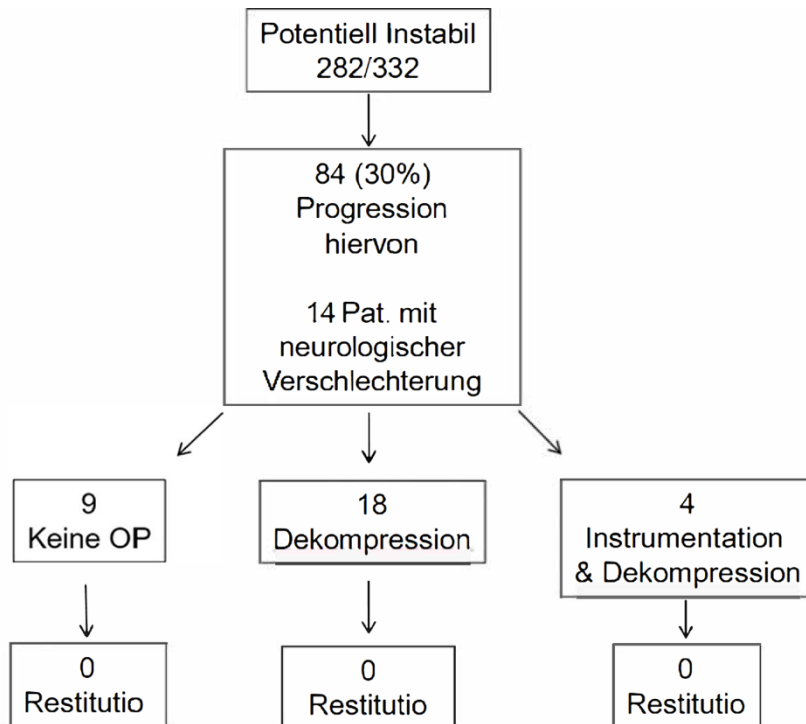 Potentiell Instabil
282/332
84 (30%)
Progression
hiervon
14 Pat. mit
neurologischer
Verschlechterung
9
Keine OP
18
Dekompression
4
Instrumentation
& Dekompression
0
Restitutio
0
Restitutio
0
Restitutio